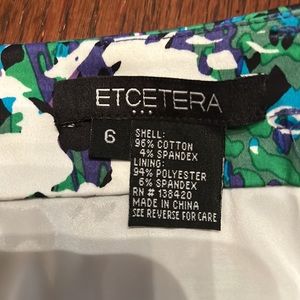 ETCETERA
...
6
SHELL:
96% COTTON
4% SPANDEX
LINING:
94% POLYESTER
6% SPANDEX
RN # 138420
MADE IN CHINA
SEE REVERSE FOR CARE